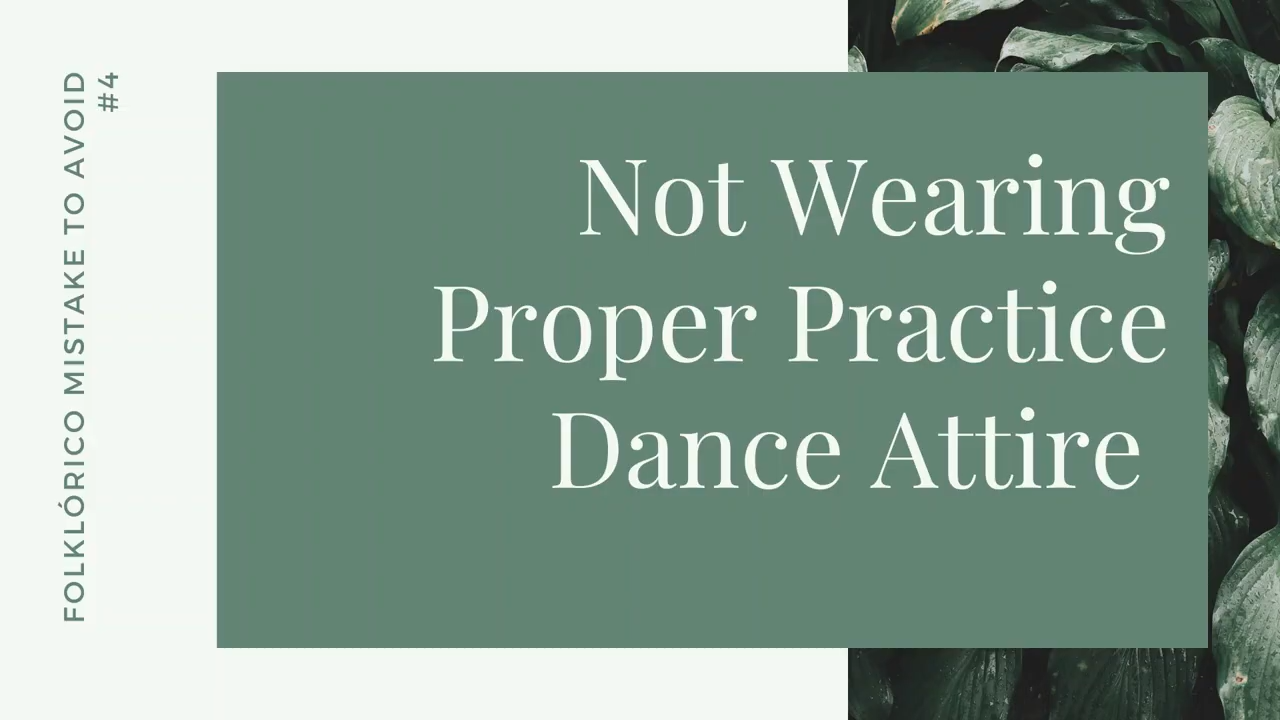 FOLKLÓRICO MISTAKE TO AVOID
#4
Not Wearing
Proper Practice
Dance Attire